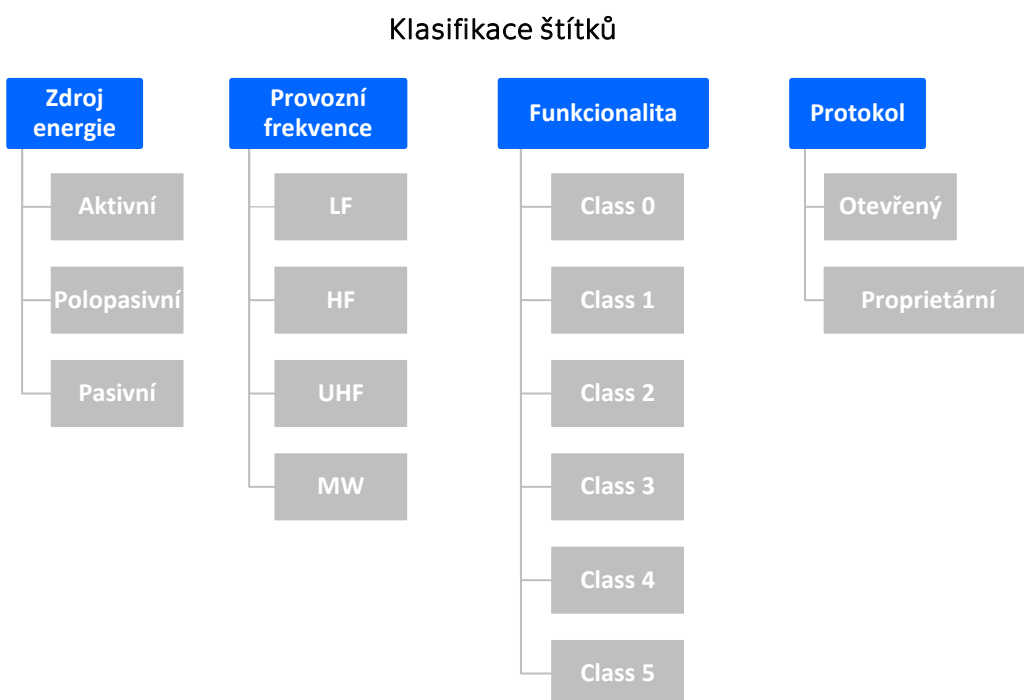 Klasifikace štítků
Zdroj
energie
Aktivní
Polopasivní
Pasivní
Provozní
frekvence
LF
HF
UHF
MW
Funkcionalita
Class 0
Class 1
Class 2
Class 3
Class 4
Class 5
Protokol
Otevřený
Proprietární